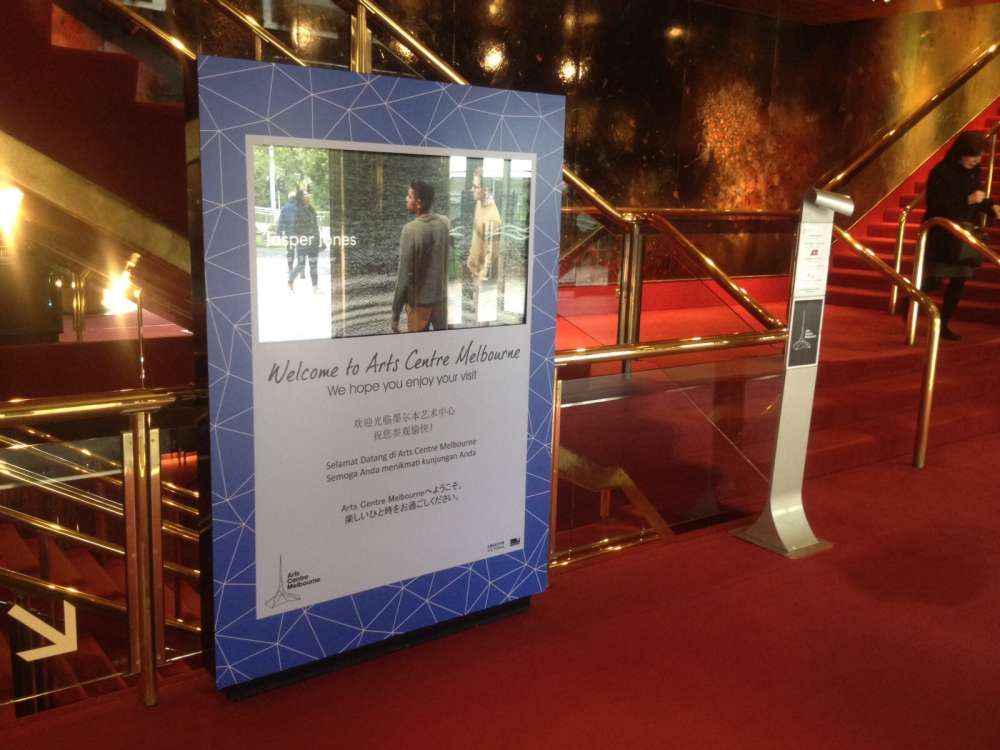 Jasper Jones
Welcome to Arts Centre Melbourne
We hope you enjoy your visit
欢迎光临墨尔本艺术中心
祝您参观愉快！
Selamat Datang di Arts Centre Melbourne
Semoga Anda menikmati kunjungan Anda
Arts Centre Melbourneへようこそ。
楽しいひと時をお過ごしください。
Arts
Centre
Melbourne